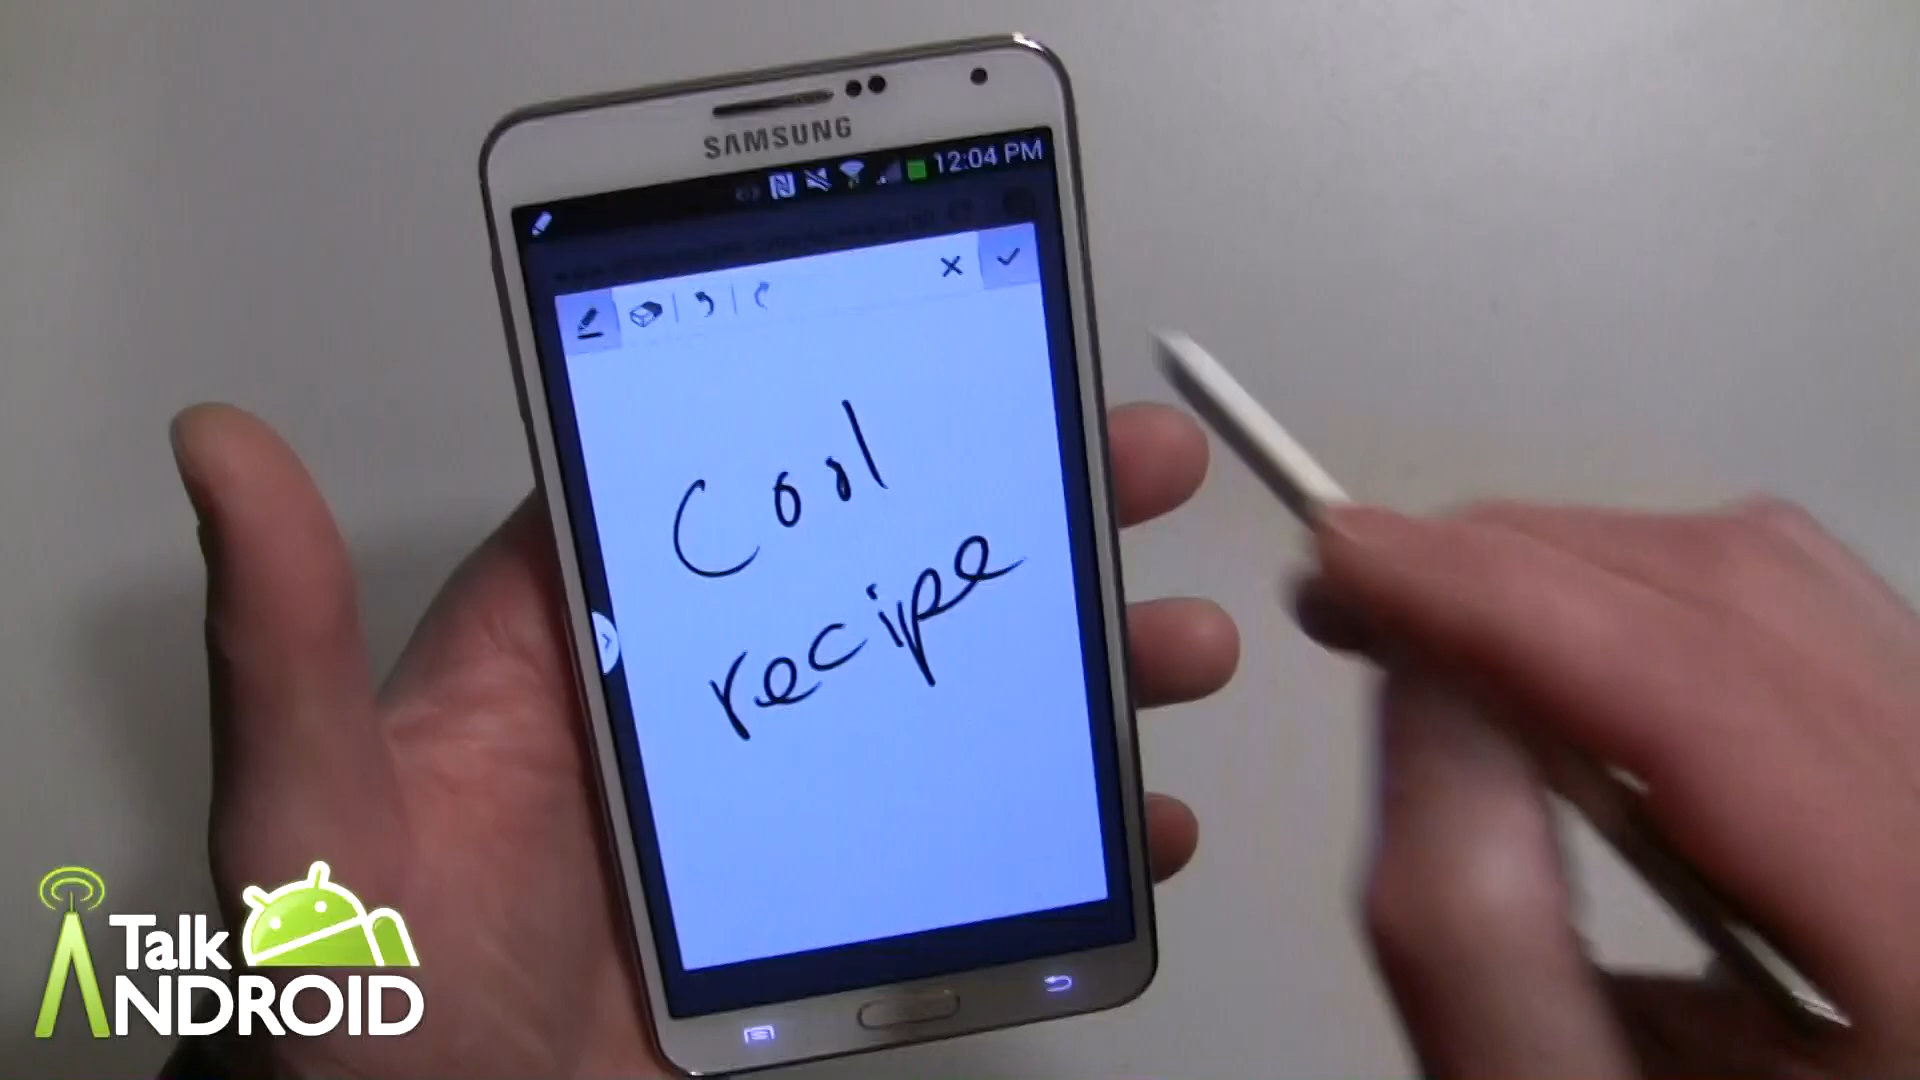 SAMSUNG
12:04 PM
Cool
recipe
Talk
ANDROID